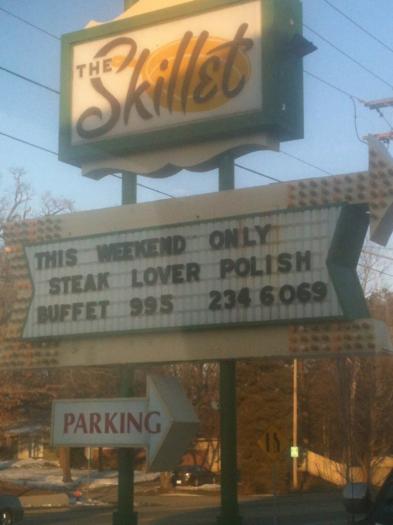 THE
Skillet
THIS WEEKEND ONLY
STEAK LOVER POLISH
BUFFET 995 234 6069
PARKING